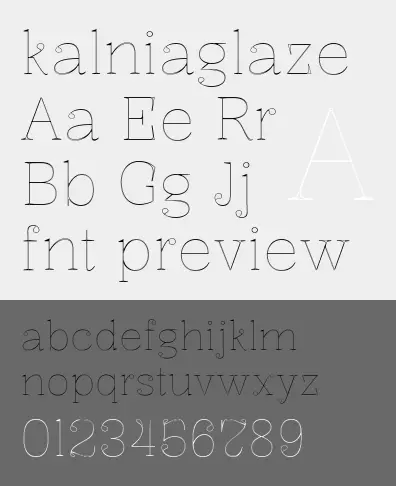 kalniaglaze
Aa Ee Rr
A
Bb Gg Jj
fnt preview
abcdefghijklm
nopqrstuvwxyz
0123456789